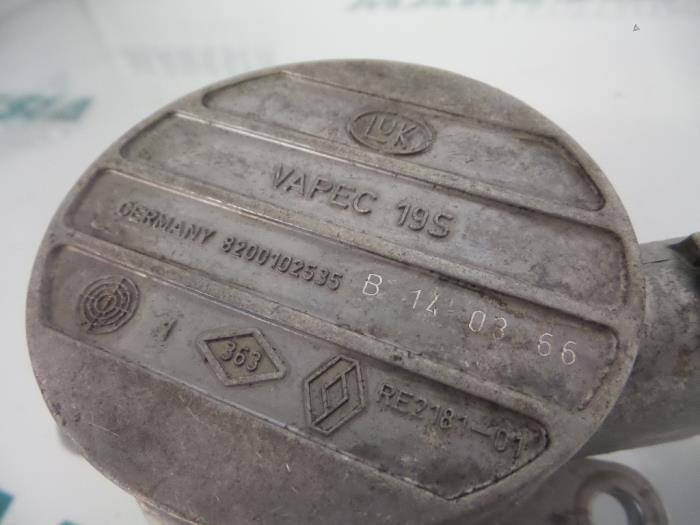 LUK
VAPEC 19S
GERMANY 8200102535 B 14 03 66
1 363 RE2181-01